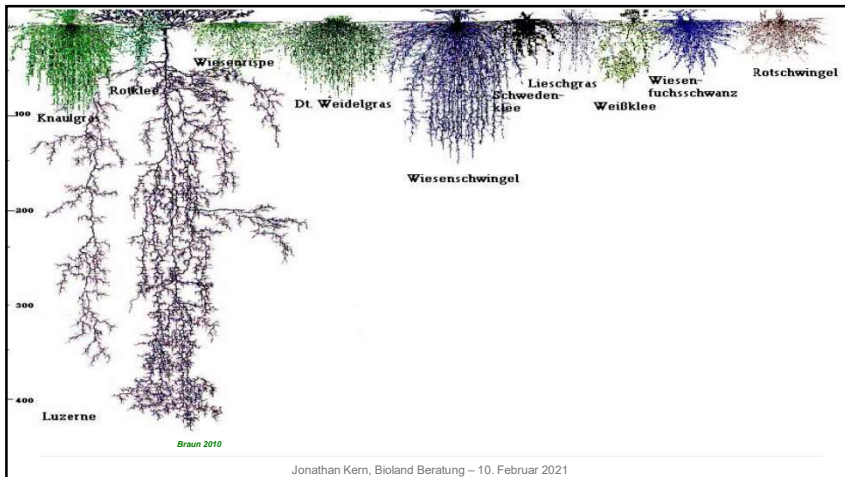 Wiesenrispe
Rotklee
Knaulgras
Dt. Weidelgras
Wiesenschwingel
Schweden-
klee
Lieschgras
Weißklee
Wiesen-
fuchsschwanz
Rotschwingel
100
200
300
400
Luzerne
Braun 2010
Jonathan Kern, Bioland Beratung – 10. Februar 2021